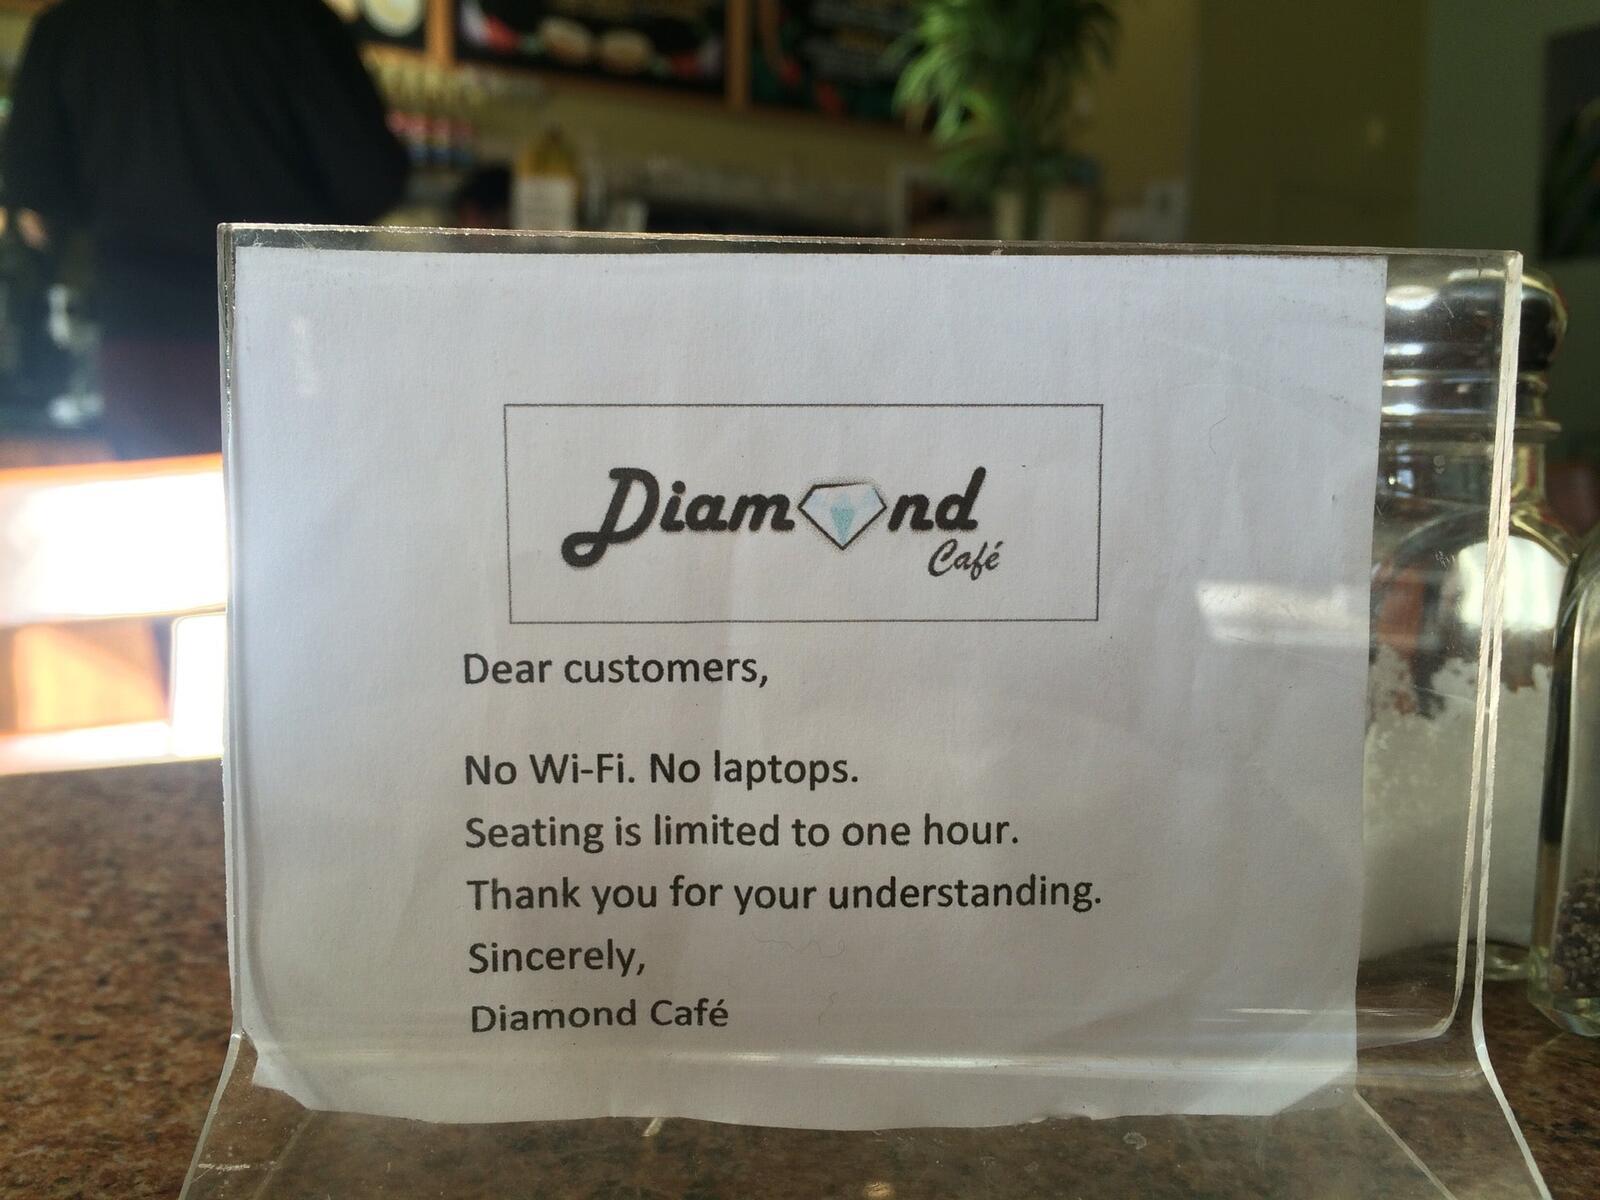 Diamond
Café
Dear customers,
No Wi-Fi. No laptops.
Seating is limited to one hour.
Thank you for your understanding.
Sincerely,
Diamond Café